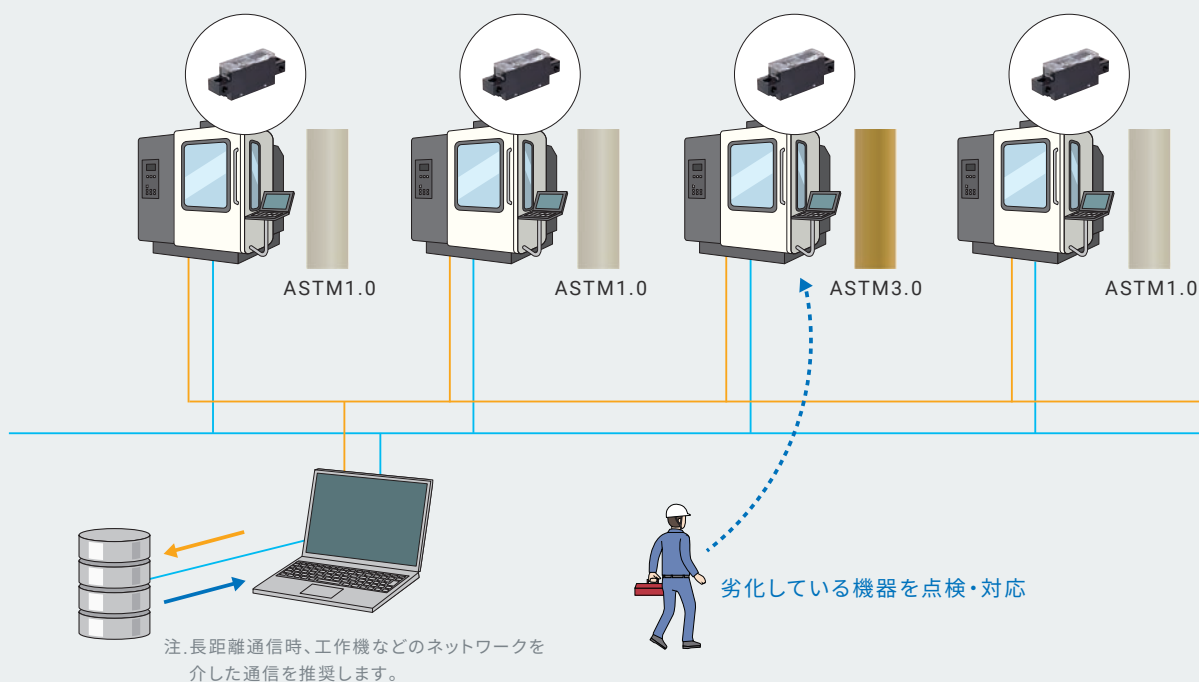 ASTM1.0
ASTM1.0
ASTM3.0
ASTM1.0
劣化している機器を点検・対応
注.長距離通信時、工作機などのネットワークを
介した通信を推奨します。